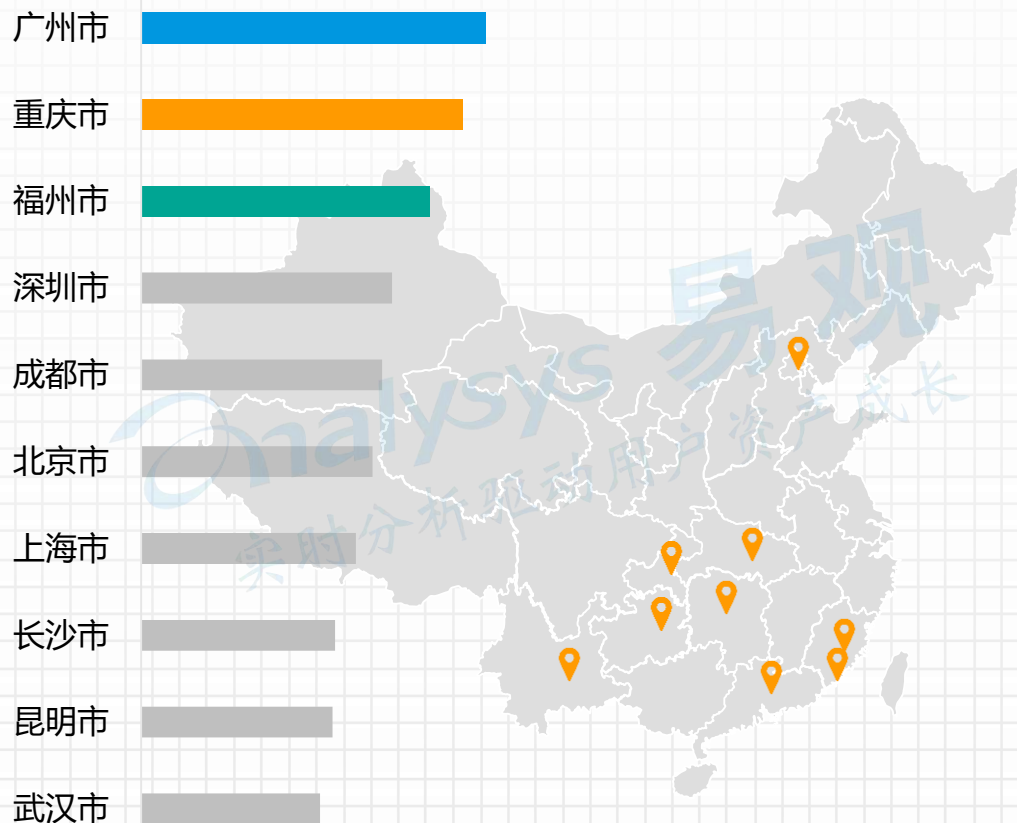 广州市
重庆市
福州市
深圳市
成都市
北京市
上海市
长沙市
昆明市
武汉市
analysys 易观
实时分析驱动用户资产成长